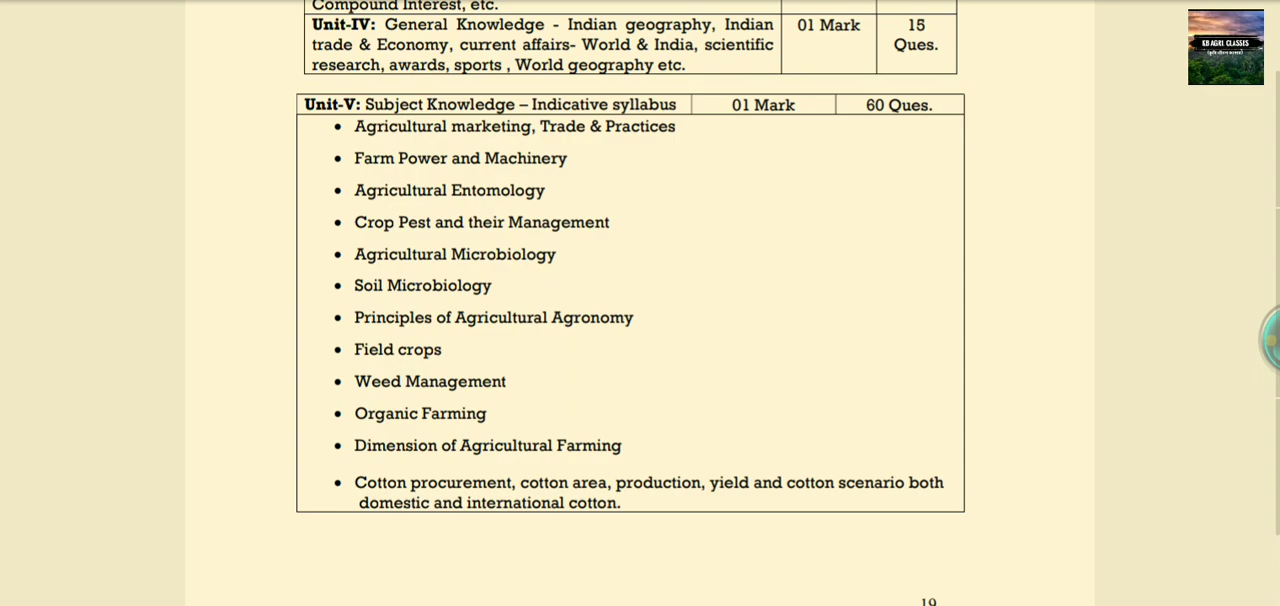 Compound Interest, etc.
Unit-IV: General Knowledge - Indian geography, Indian trade & Economy, current affairs- World & India, scientific research, awards, sports , World geography etc.
01 Mark
15 Ques.
Unit-V: Subject Knowledge – Indicative syllabus
01 Mark
60 Ques.
• Agricultural marketing, Trade & Practices
• Farm Power and Machinery
• Agricultural Entomology
• Crop Pest and their Management
• Agricultural Microbiology
• Soil Microbiology
• Principles of Agricultural Agronomy
• Field crops
• Weed Management
• Organic Farming
• Dimension of Agricultural Farming
• Cotton procurement, cotton area, production, yield and cotton scenario both
domestic and international cotton.
19
KB AGRI CLASSES